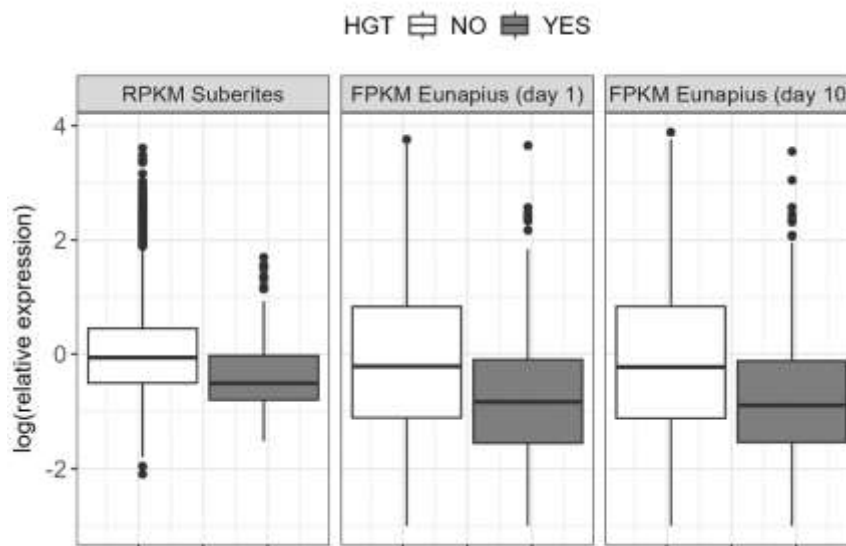 HGT NO YES
RPKM Suberites FPKM Eunapius (day 1) FPKM Eunapius (day 10
log(relative expression)
4
2
0
-2